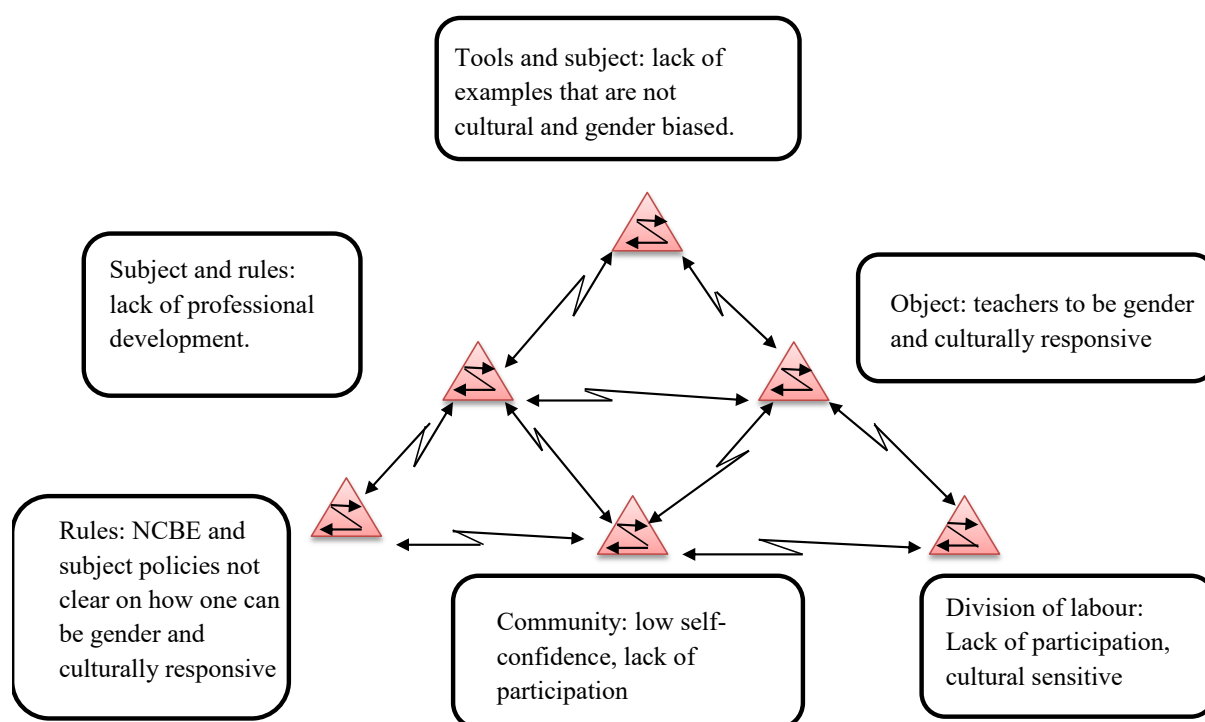 Tools and subject: lack of
examples that are not
cultural and gender biased.
Subject and rules:
lack of professional
development.
Object: teachers to be gender
and culturally responsive
Rules: NCBE and
subject policies not
clear on how one can
be gender and
culturally responsive
Community: low self-
confidence, lack of
participation
Division of labour:
Lack of participation,
cultural sensitive